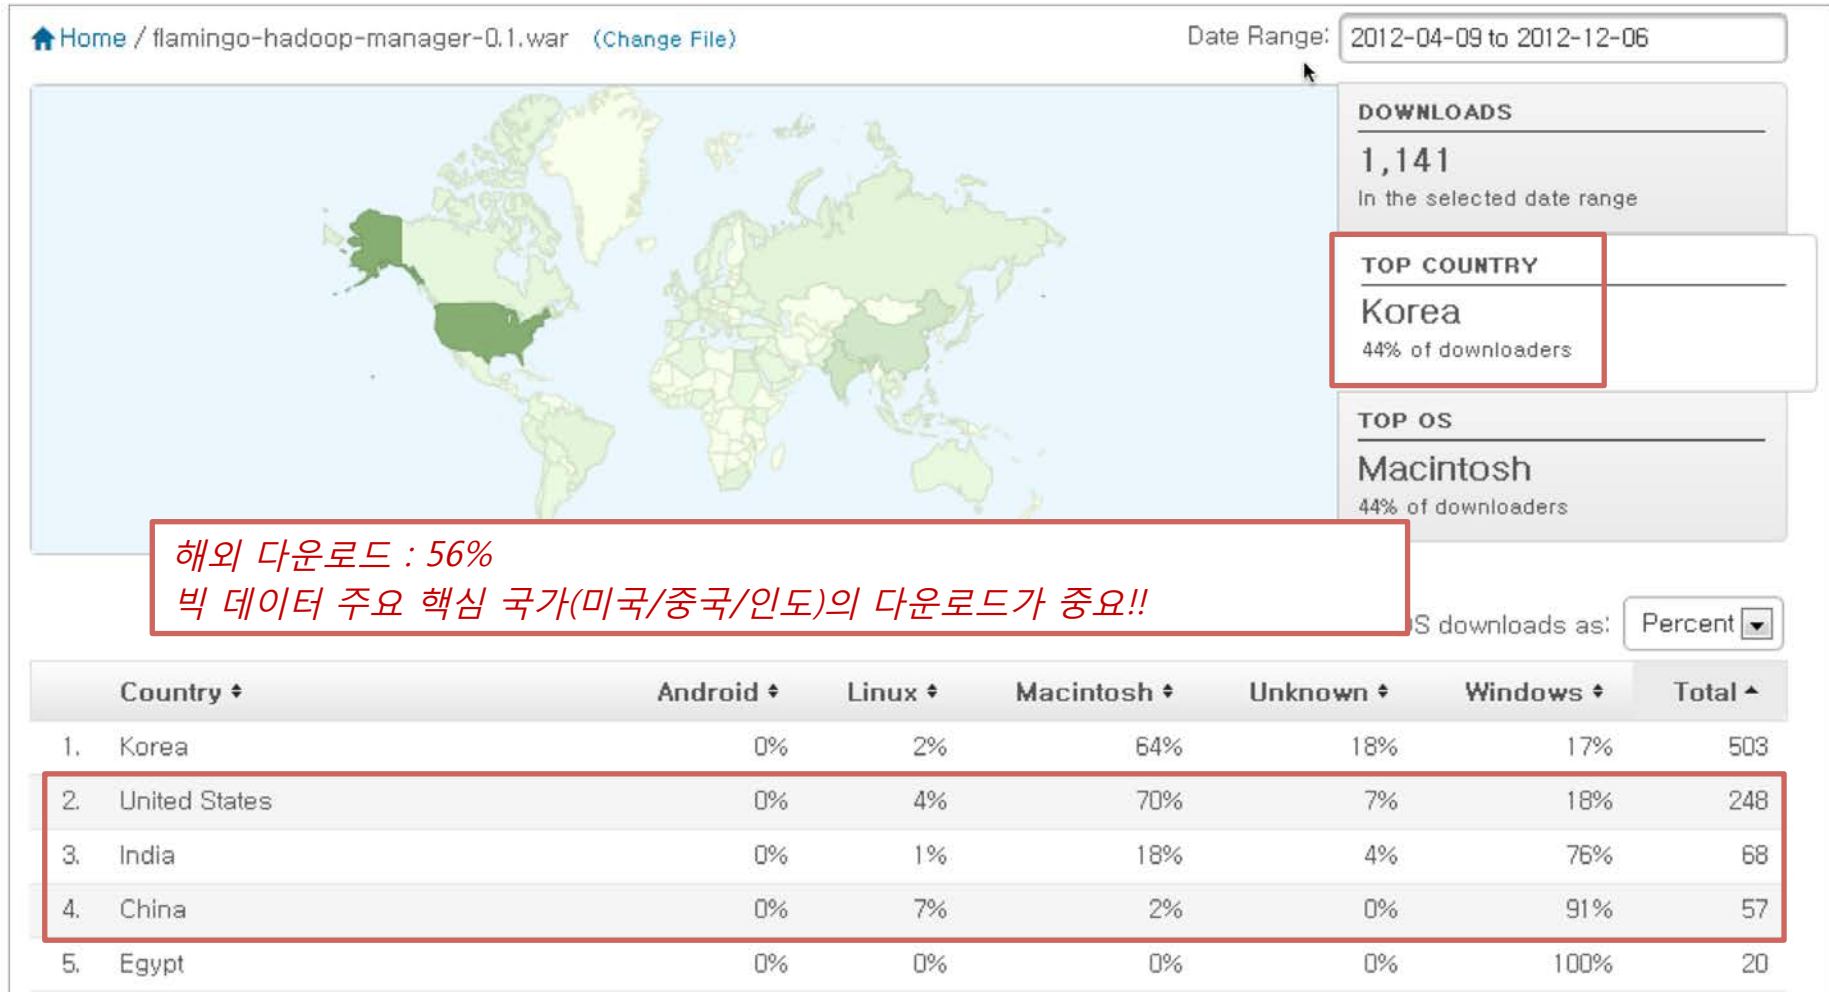 Home / flamingo-hadoop-manager-0.1.war (Change File)
Date Range: 2012-04-09 to 2012-12-06
DOWNLOADS
1,141
In the selected date range
TOP COUNTRY
Korea
44% of downloaders
TOP OS
Macintosh
44% of downloaders
해외 다운로드 : 56%
빅 데이터 주요 핵심 국가(미국/중국/인도)의 다운로드가 중요!!
OS downloads as: Percent
Country Android Linux Macintosh Unknown Windows Total
1. Korea 0% 2% 64% 18% 17% 503
2. United States 0% 4% 70% 7% 18% 248
3. India 0% 1% 18% 4% 76% 68
4. China 0% 7% 2% 0% 91% 57
5. Egypt 0% 0% 0% 0% 100% 20